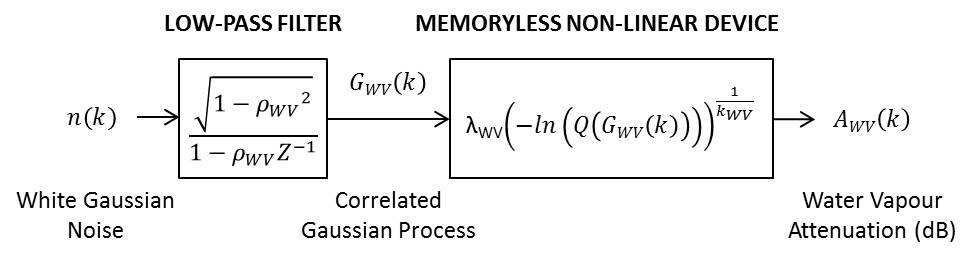 LOW-PASS FILTER
MEMORYLESS NON-LINEAR DEVICE
n(k)
√(1 − ρ_WV²)
1 − ρ_WV Z⁻¹
G_WV(k)
λ_WV(−ln(Q(G_WV(k))))^(1/k_WV)
A_WV(k)
White Gaussian
Noise
Correlated
Gaussian Process
Water Vapour
Attenuation (dB)